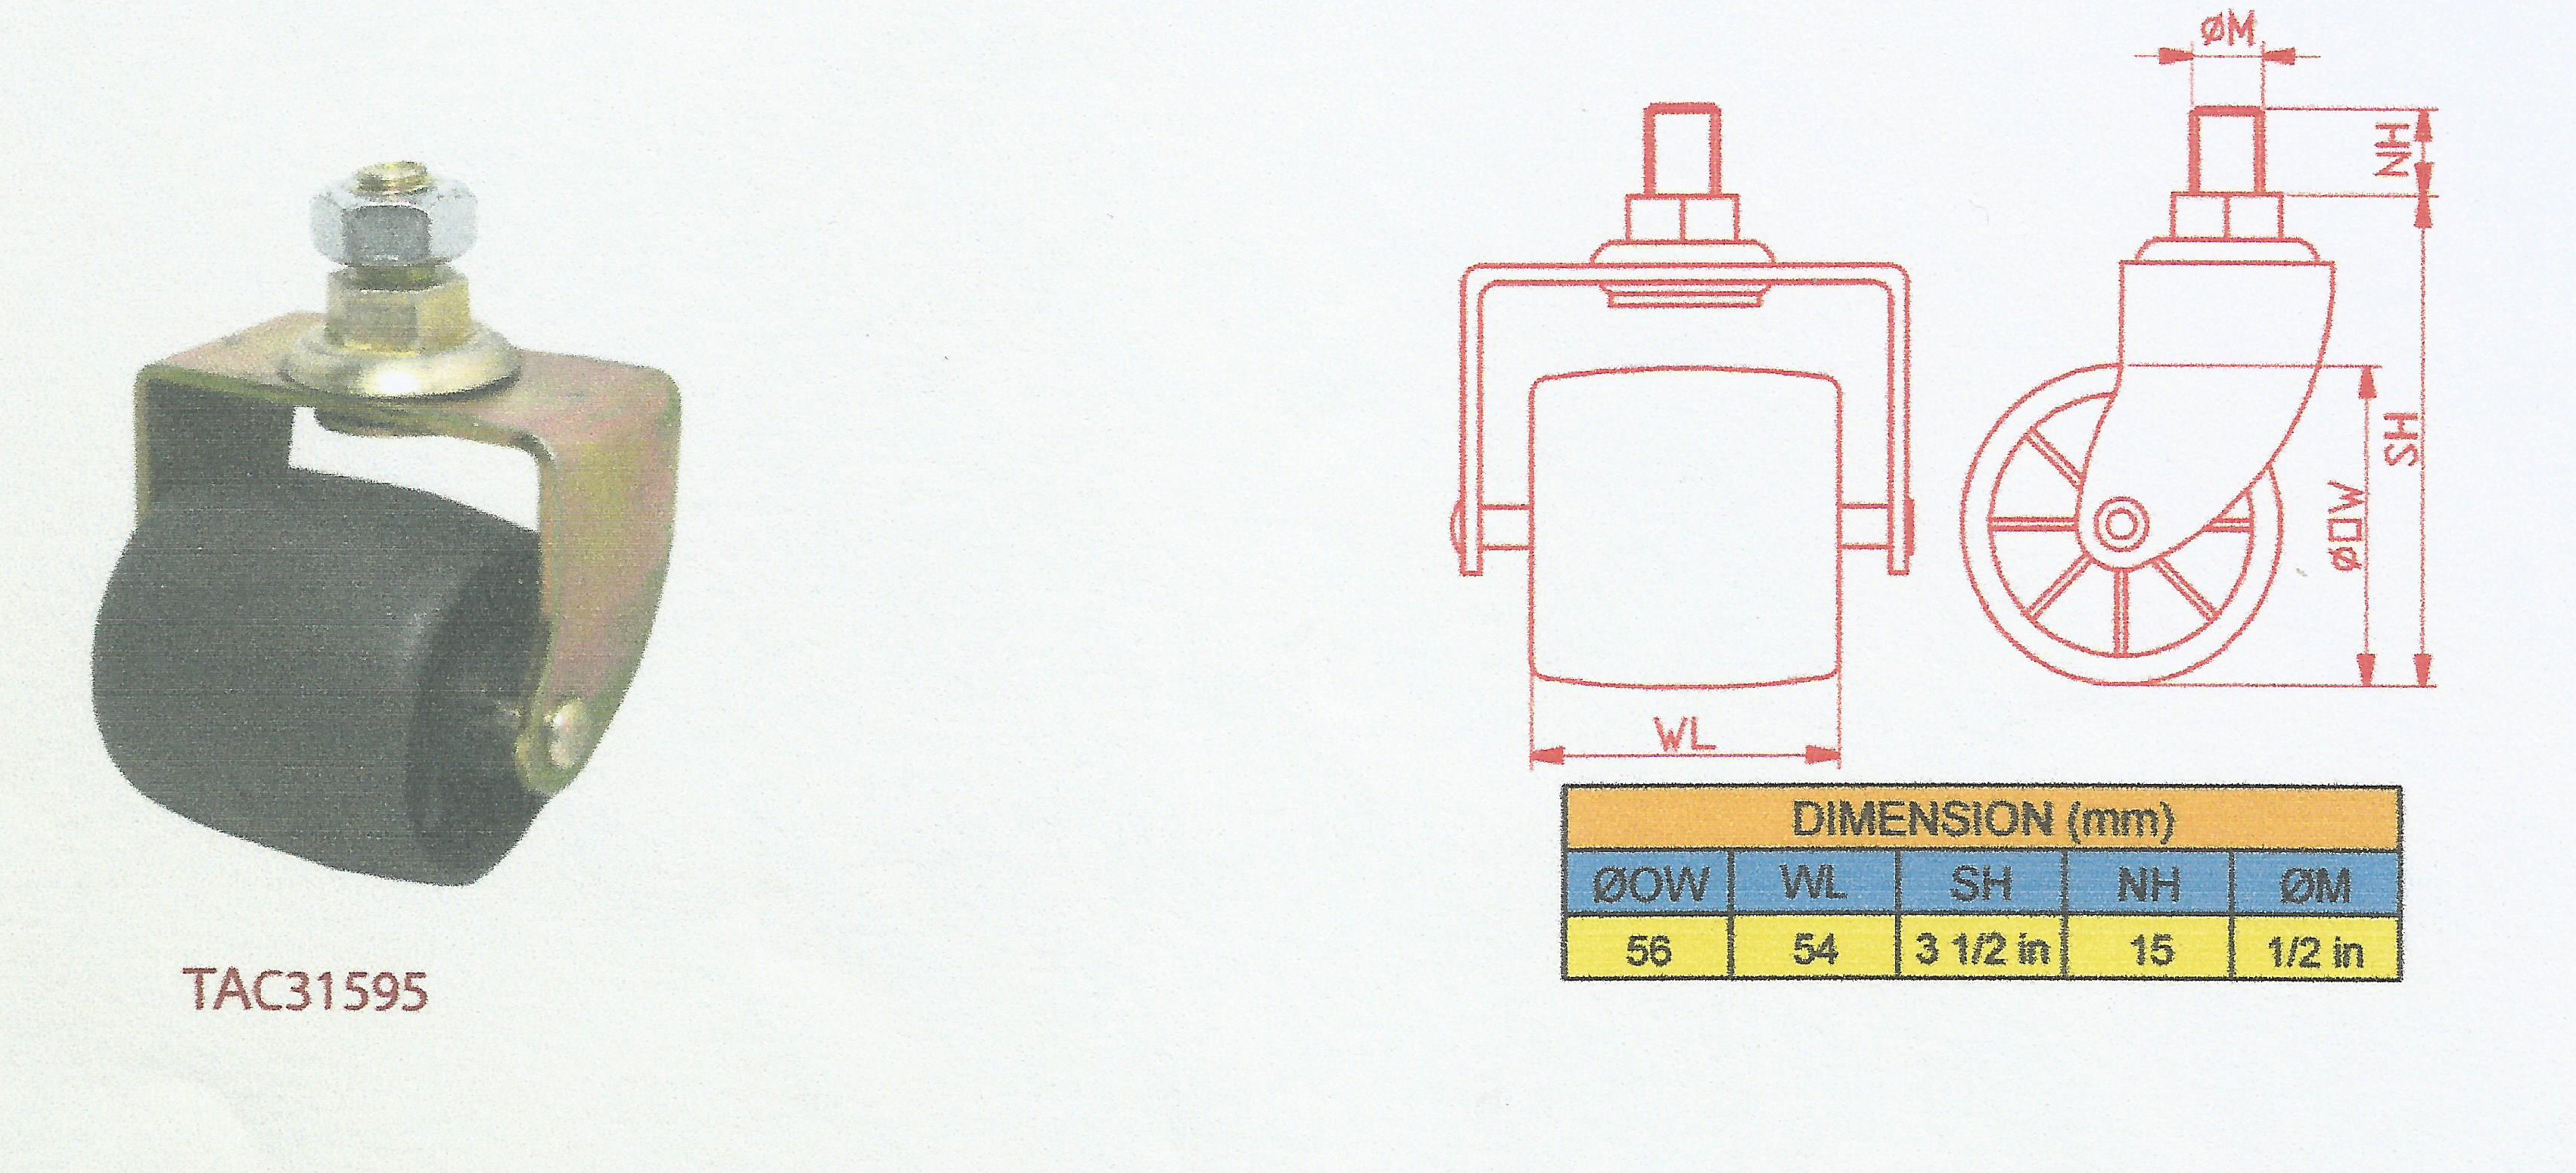 ØM
NH
SH
Ø□W
WL
TAC31595
DIMENSION (mm)
ØOW WL SH NH ØM
56 54 3 1/2 in 15 1/2 in